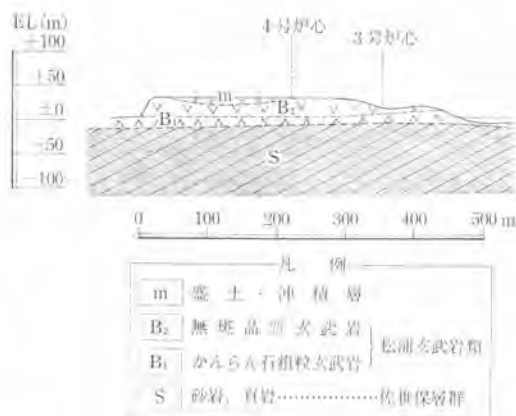 EL(m)
+100
+50
±0
-50
-100
4号炉心
3号炉心
m
B₂
B₁
S
0 100 200 300 400 500 m
凡 例
m 盛土・沖積層
B₂ 無斑晶質玄武岩
B₁ かんらん石粗粒玄武岩
松浦玄武岩類
S 砂岩，頁岩………………佐世保層群